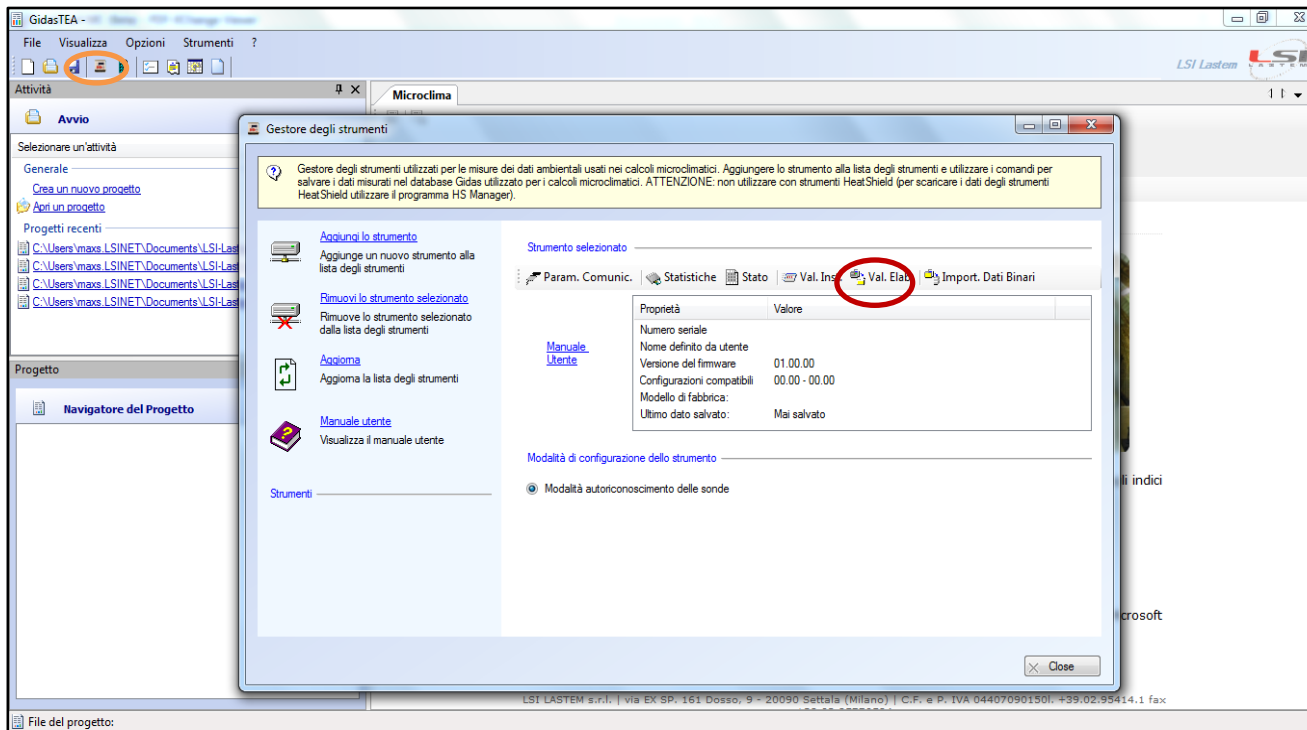 GidasTEA -
File Visualizza Opzioni Strumenti ?
LSI Lastem
LSI
LASTEM
Attività
Microclima
Avvio
Selezionare un'attività
Generale
Crea un nuovo progetto
Apri un progetto
Progetti recenti
C:\Users\maxs.LSINET\Documents\LSI-Las
C:\Users\maxs.LSINET\Documents\LSI-Las
C:\Users\maxs.LSINET\Documents\LSI-Las
C:\Users\maxs.LSINET\Documents\LSI-Las
Progetto
Navigatore del Progetto
Gestore degli strumenti
Gestore degli strumenti utilizzati per le misure dei dati ambientali usati nei calcoli microclimatici. Aggiungere lo strumento alla lista degli strumenti e utilizzare i comandi per
salvare i dati misurati nel database Gidas utilizzato per i calcoli microclimatici. ATTENZIONE: non utilizzare con strumenti HeatShield (per scaricare i dati degli strumenti
HeatShield utilizzare il programma HS Manager).
Aggiungi lo strumento
Aggiunge un nuovo strumento alla
lista degli strumenti
Rimuovi lo strumento selezionato
Rimuove lo strumento selezionato
dalla lista degli strumenti
Aggiorna
Aggiorna la lista degli strumenti
Manuale utente
Visualizza il manuale utente
Strumenti
Strumento selezionato
Param. Comunic. Statistiche Stato Val. Ins. Val. Elab Import. Dati Binari
Manuale
Utente
Proprietà Valore
Numero seriale
Nome definito da utente
Versione del firmware 01.00.00
Configurazioni compatibili 00.00 - 00.00
Modello di fabbrica:
Ultimo dato salvato: Mai salvato
Modalità di configurazione dello strumento
Modalità autoriconoscimento delle sonde
Close
li indici
crosoft
LSI LASTEM s.r.l. | via EX SP. 161 Dosso, 9 - 20090 Settala (Milano) | C.F. e P. IVA 04407090150l. +39.02.95414.1 fax
File del progetto: